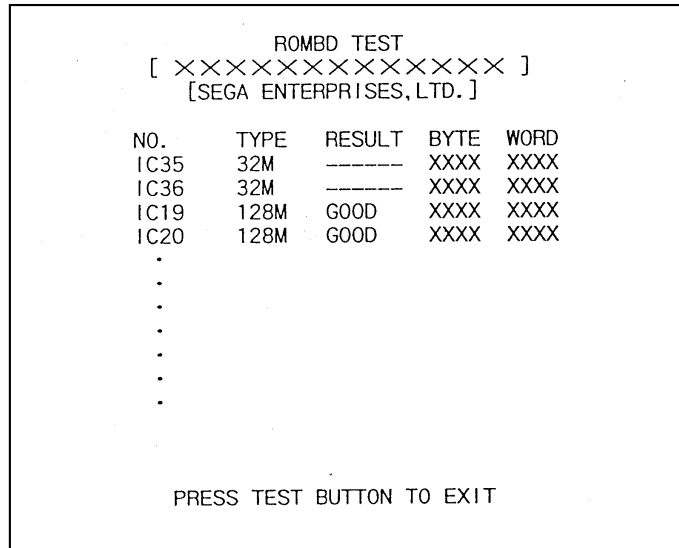 ROMBD TEST
[ XXXXXXXXXXXXX ]
[SEGA ENTERPRISES,LTD.]
NO. TYPE RESULT BYTE WORD
IC35 32M ------ XXXX XXXX
IC36 32M ------ XXXX XXXX
IC19 128M GOOD XXXX XXXX
IC20 128M GOOD XXXX XXXX
.
.
.
.
.
.
.
PRESS TEST BUTTON TO EXIT